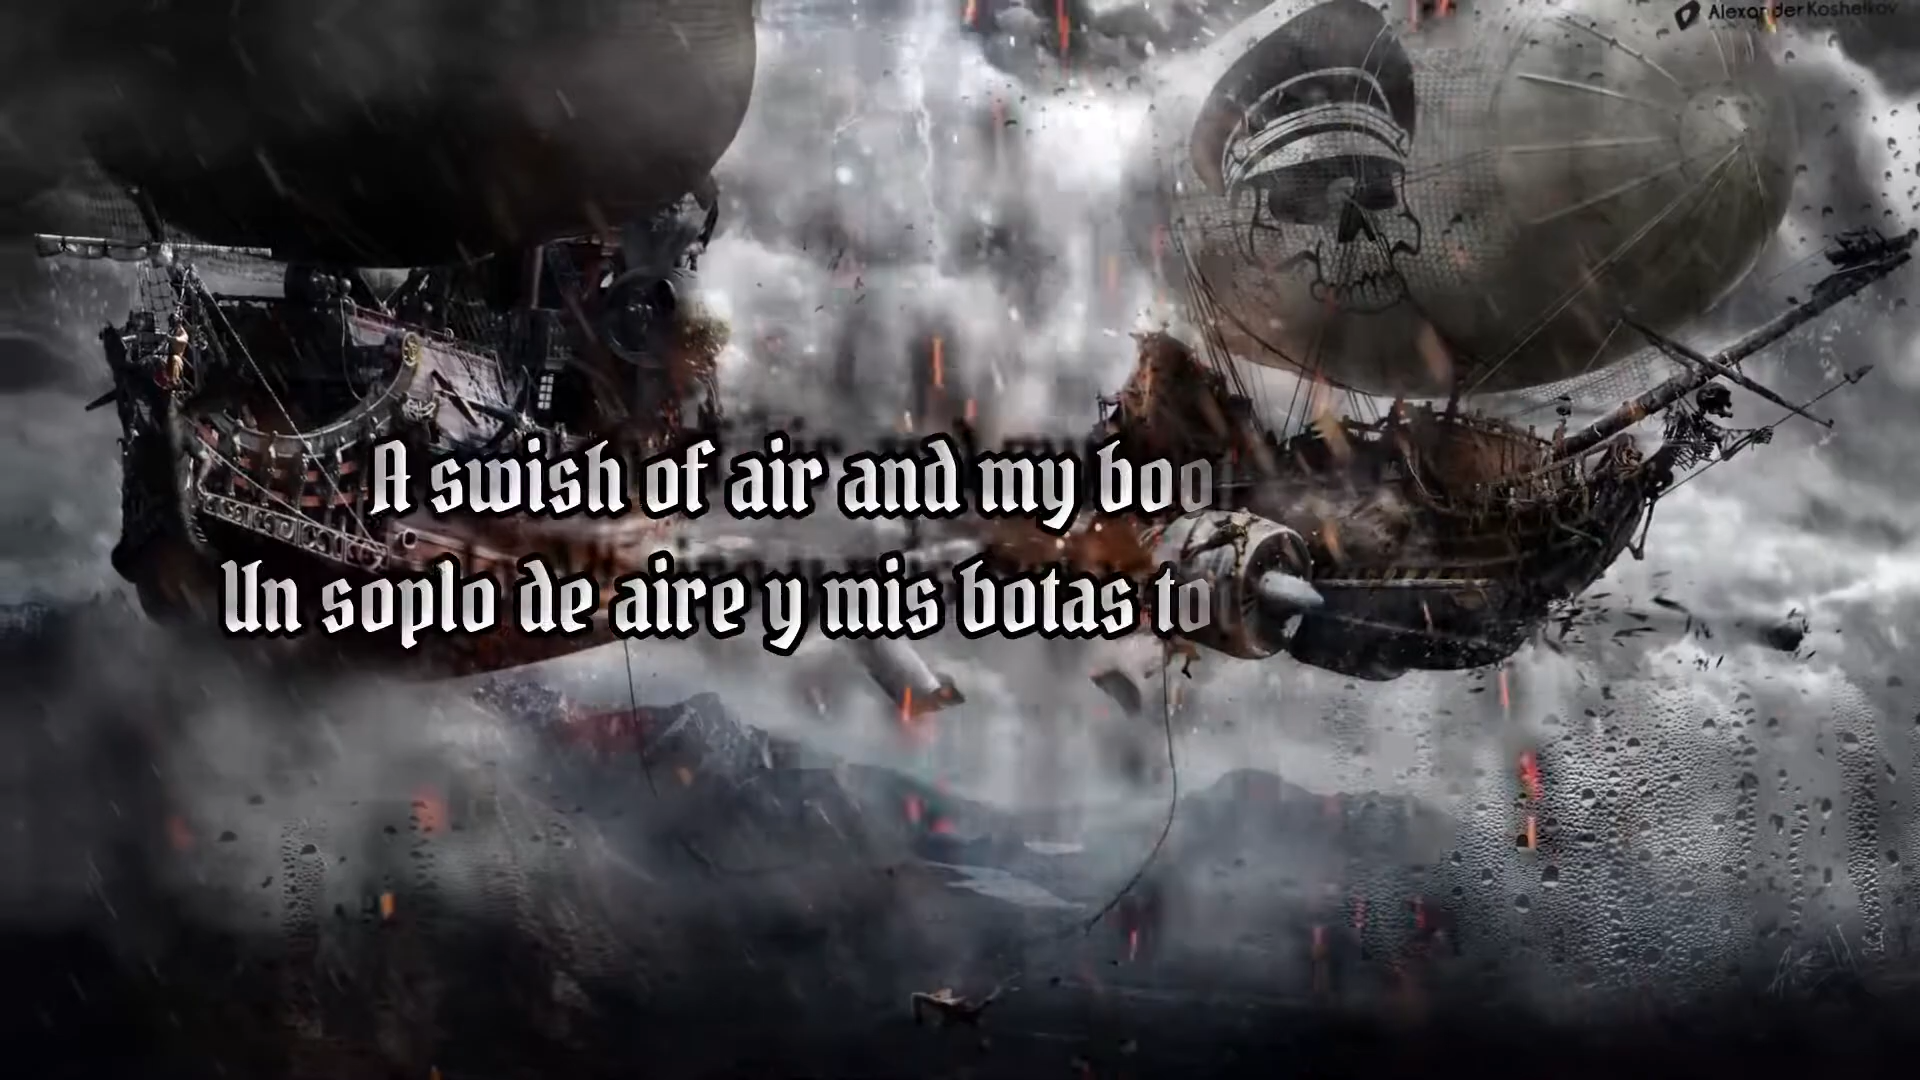 Alexander Koshelkov
A swish of air and my boo
Un soplo de aire y mis botas to